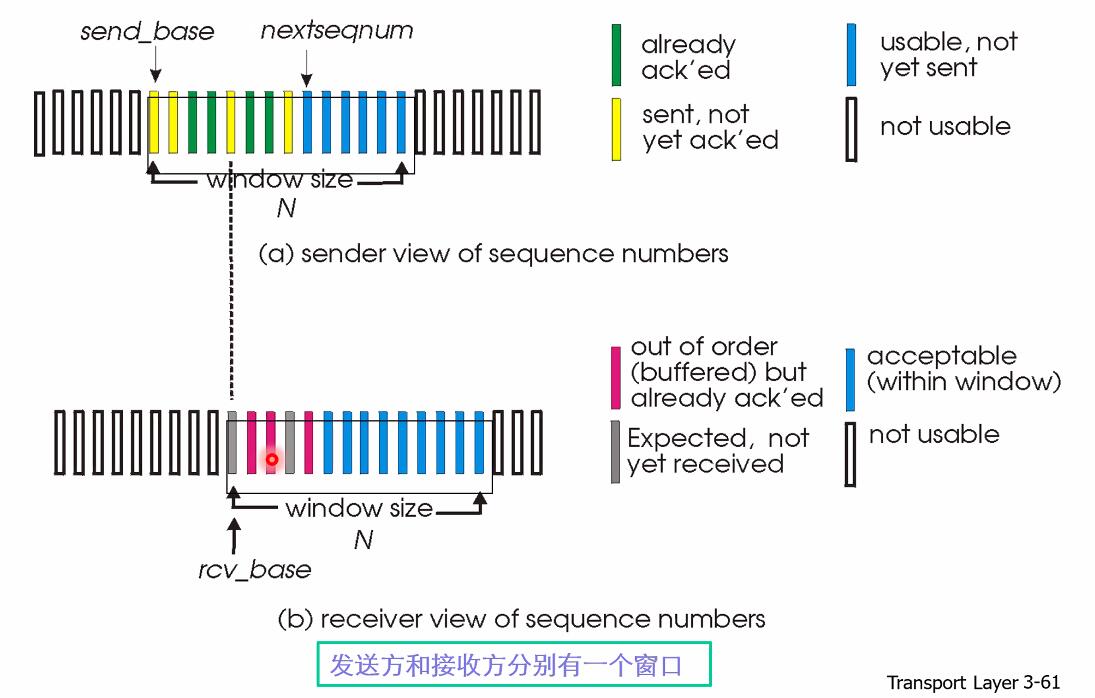 send_base
nextseqnum
already
ack'ed
usable, not
yet sent
sent, not
yet ack'ed
not usable
window size
N
(a) sender view of sequence numbers
out of order
(buffered) but
already ack'ed
acceptable
(within window)
Expected, not
yet received
not usable
window size
N
rcv_base
(b) receiver view of sequence numbers
发送方和接收方分别有一个窗口
Transport Layer 3-61